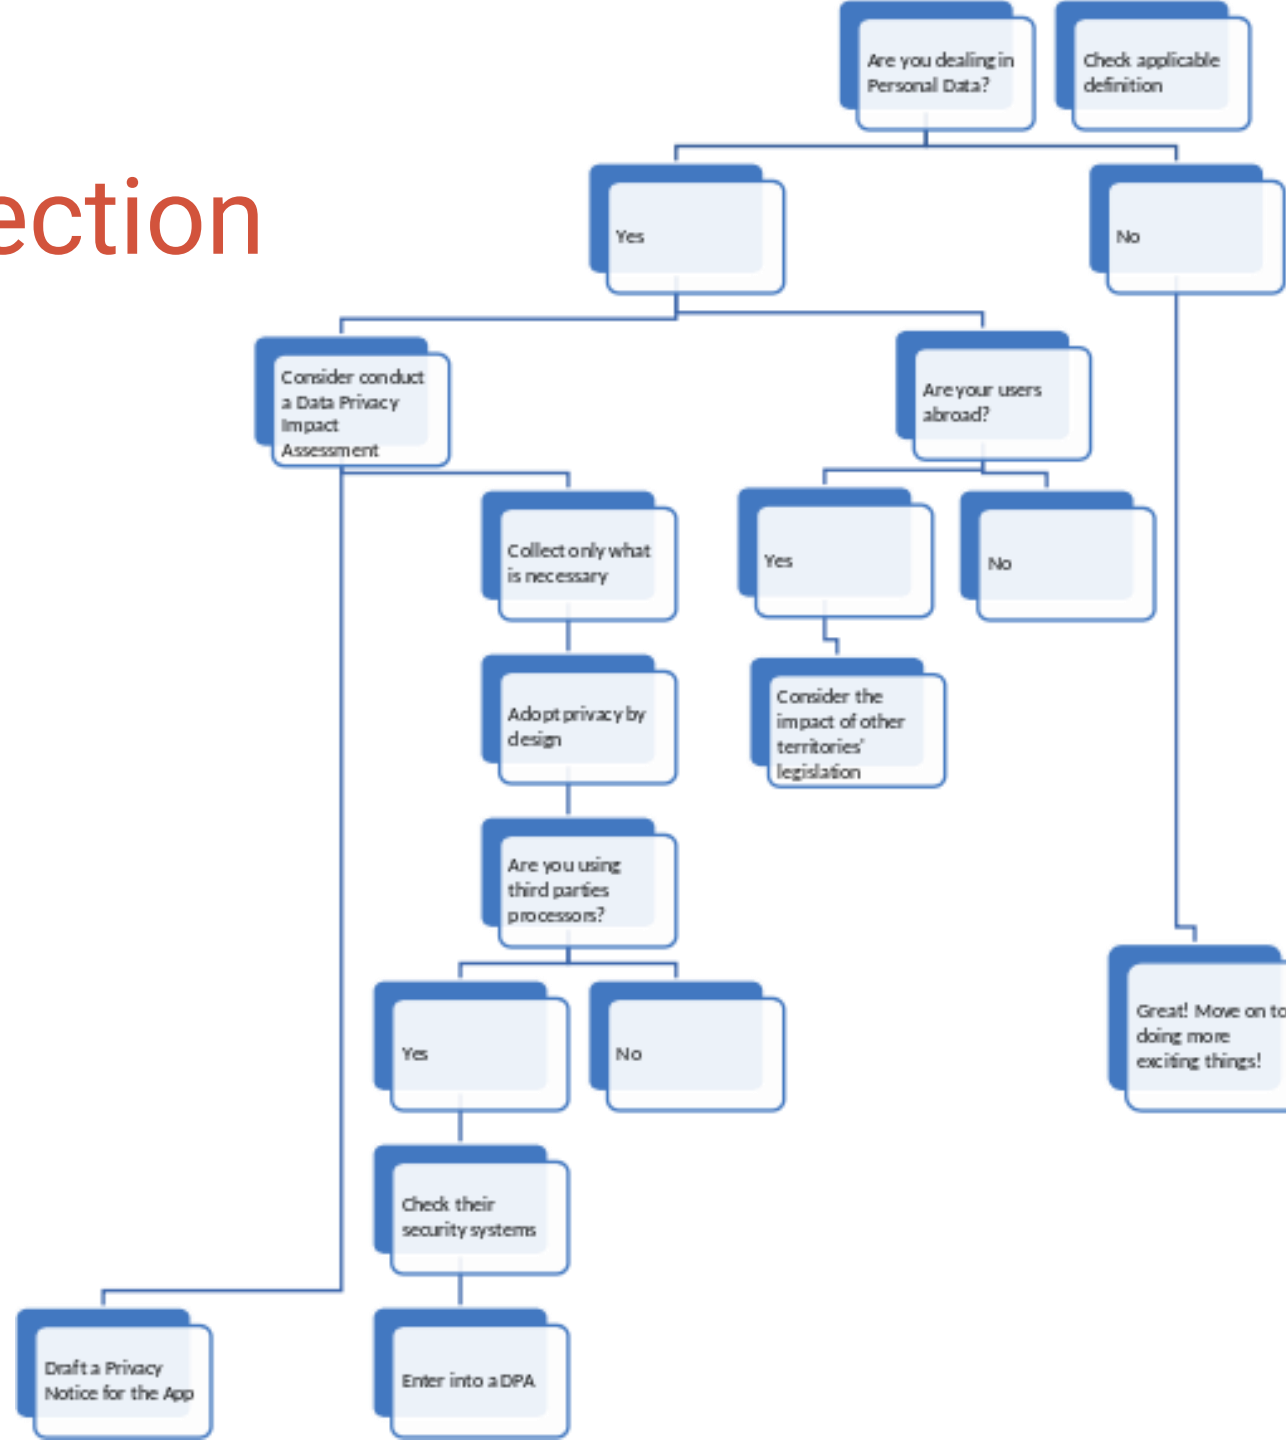 Are you dealing in
Personal Data?
Check applicable
definition
ection
Yes
No
Consider conduct
a Data Privacy
Impact
Assessment
Are your users
abroad?
Collect only what
is necessary
Yes
No
Adopt privacy by
design
Consider the
impact of other
territories'
legislation
Are you using
third parties
processors?
Yes
No
Great! Move on to
doing more
exciting things!
Check their
security systems
Draft a Privacy
Notice for the App
Enter into a DPA